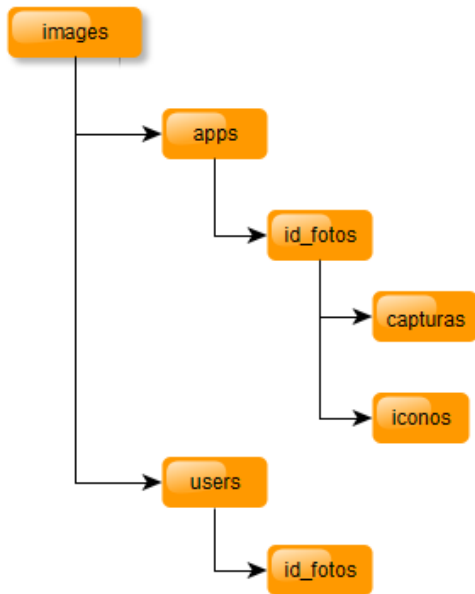 images
apps
id_fotos
capturas
iconos
users
id_fotos